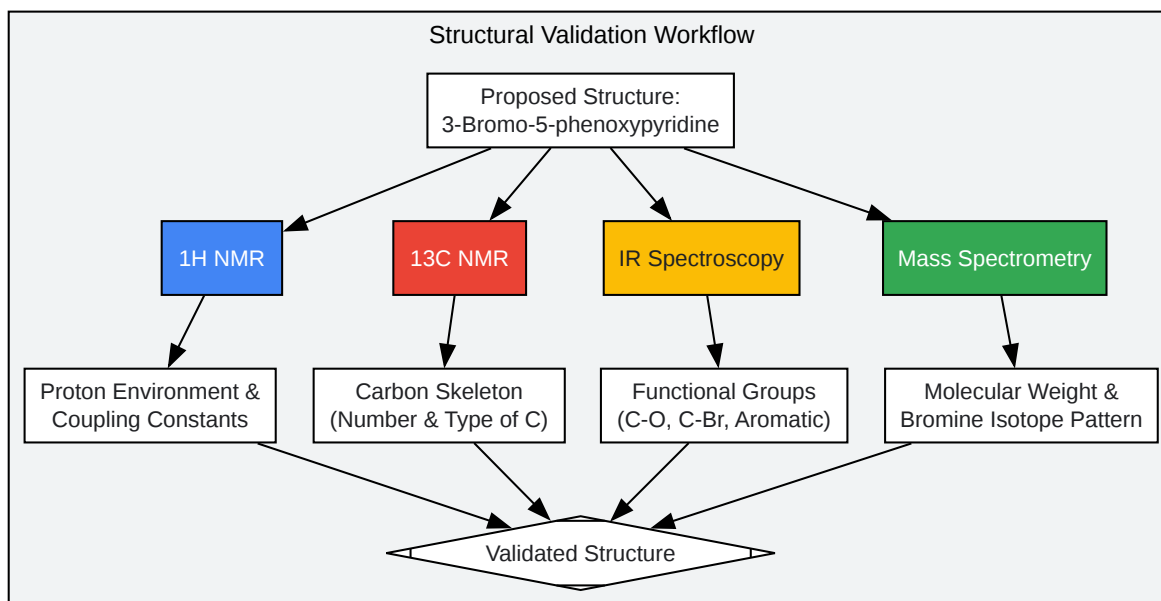 Structural Validation Workflow
Proposed Structure:
3-Bromo-5-phenoxypyridine
1H NMR
13C NMR
IR Spectroscopy
Mass Spectrometry
Proton Environment &
Coupling Constants
Carbon Skeleton
(Number & Type of C)
Functional Groups
(C-O, C-Br, Aromatic)
Molecular Weight &
Bromine Isotope Pattern
Validated Structure